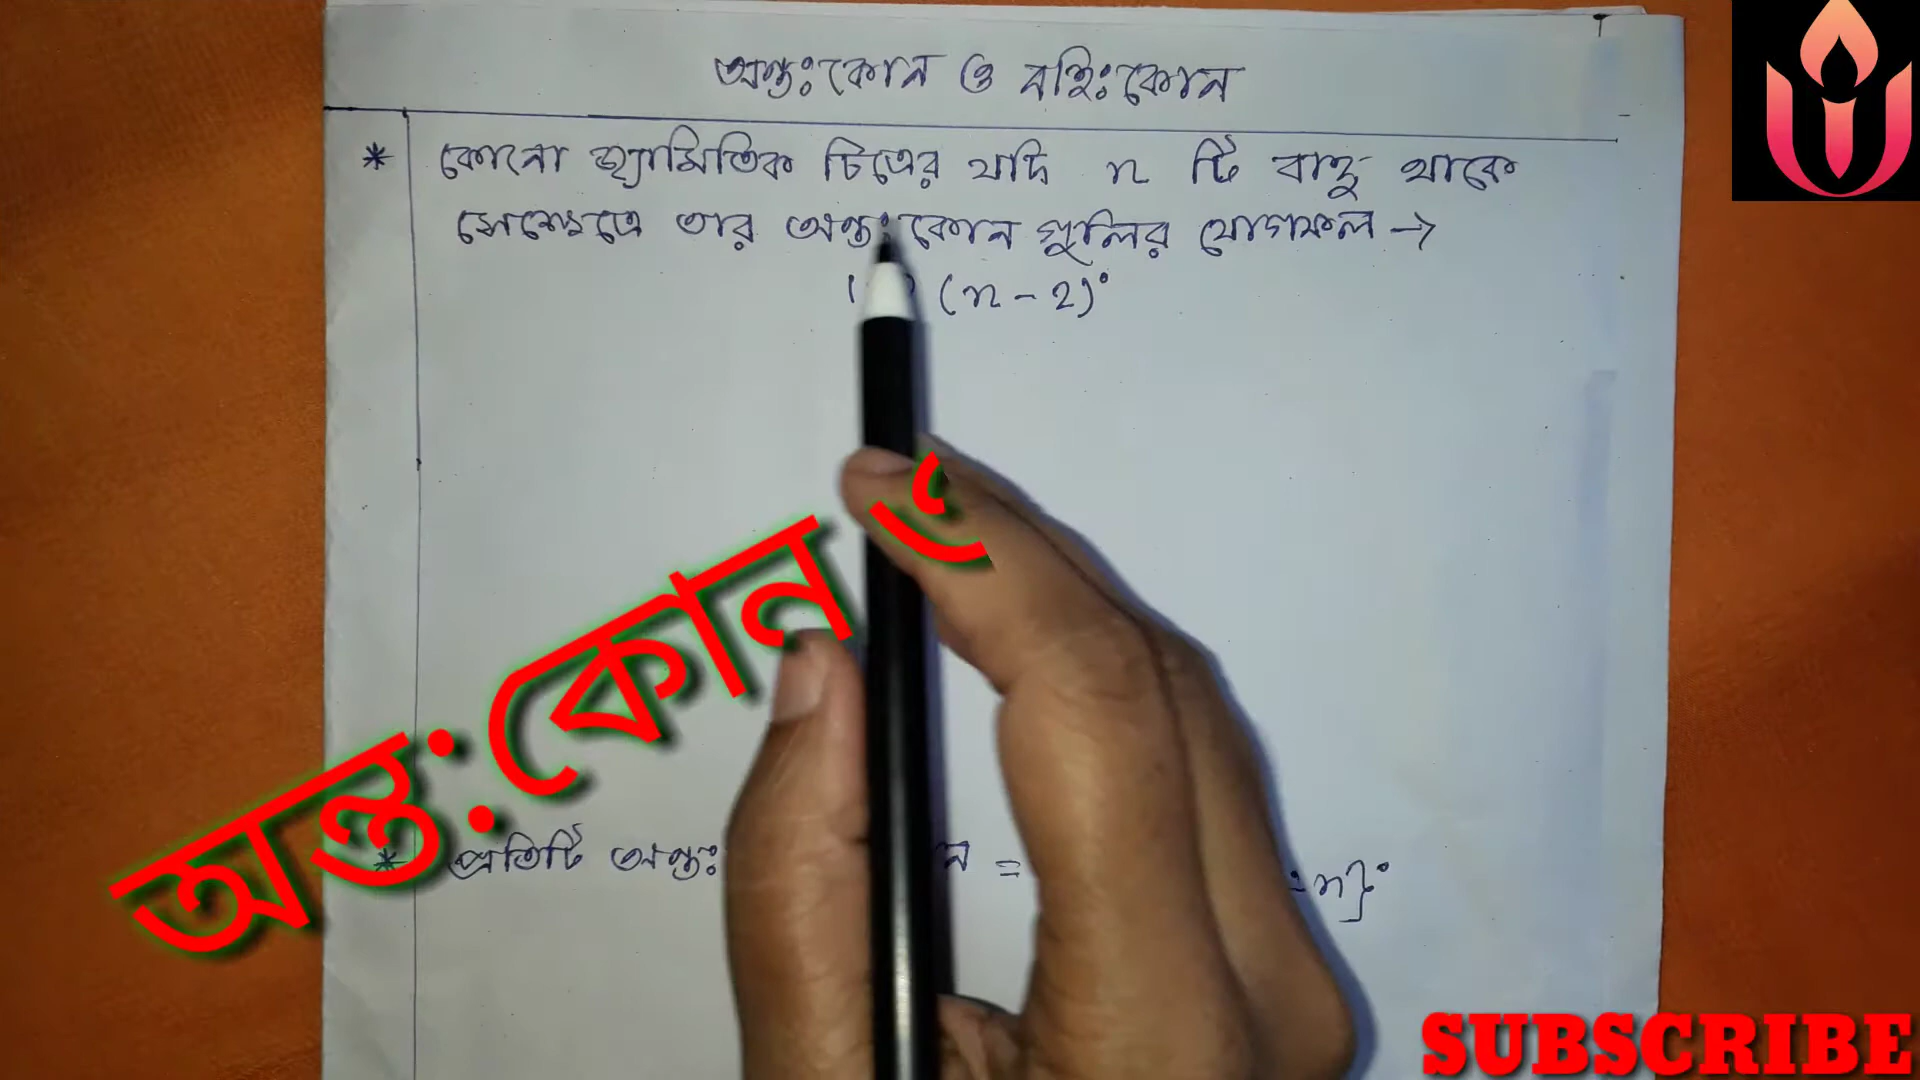 অন্তঃকোন ও বহিঃকোন
* কোনো জ্যামিতিক চিত্রের যদি n টি বাহু থাকে
সেক্ষেত্রে তার অন্তঃকোন গুলির যোগফল →
(n - 2)°
অন্ত:কোন ও
* প্রতিটি অন্তঃ ন = ÷ n}°
SUBSCRIBE